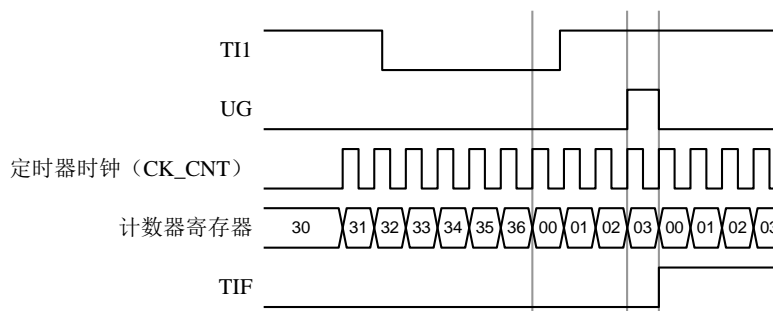 TI1
UG
定时器时钟（CK_CNT）
计数器寄存器 30 31 32 33 34 35 36 00 01 02 03 00 01 02 03
TIF